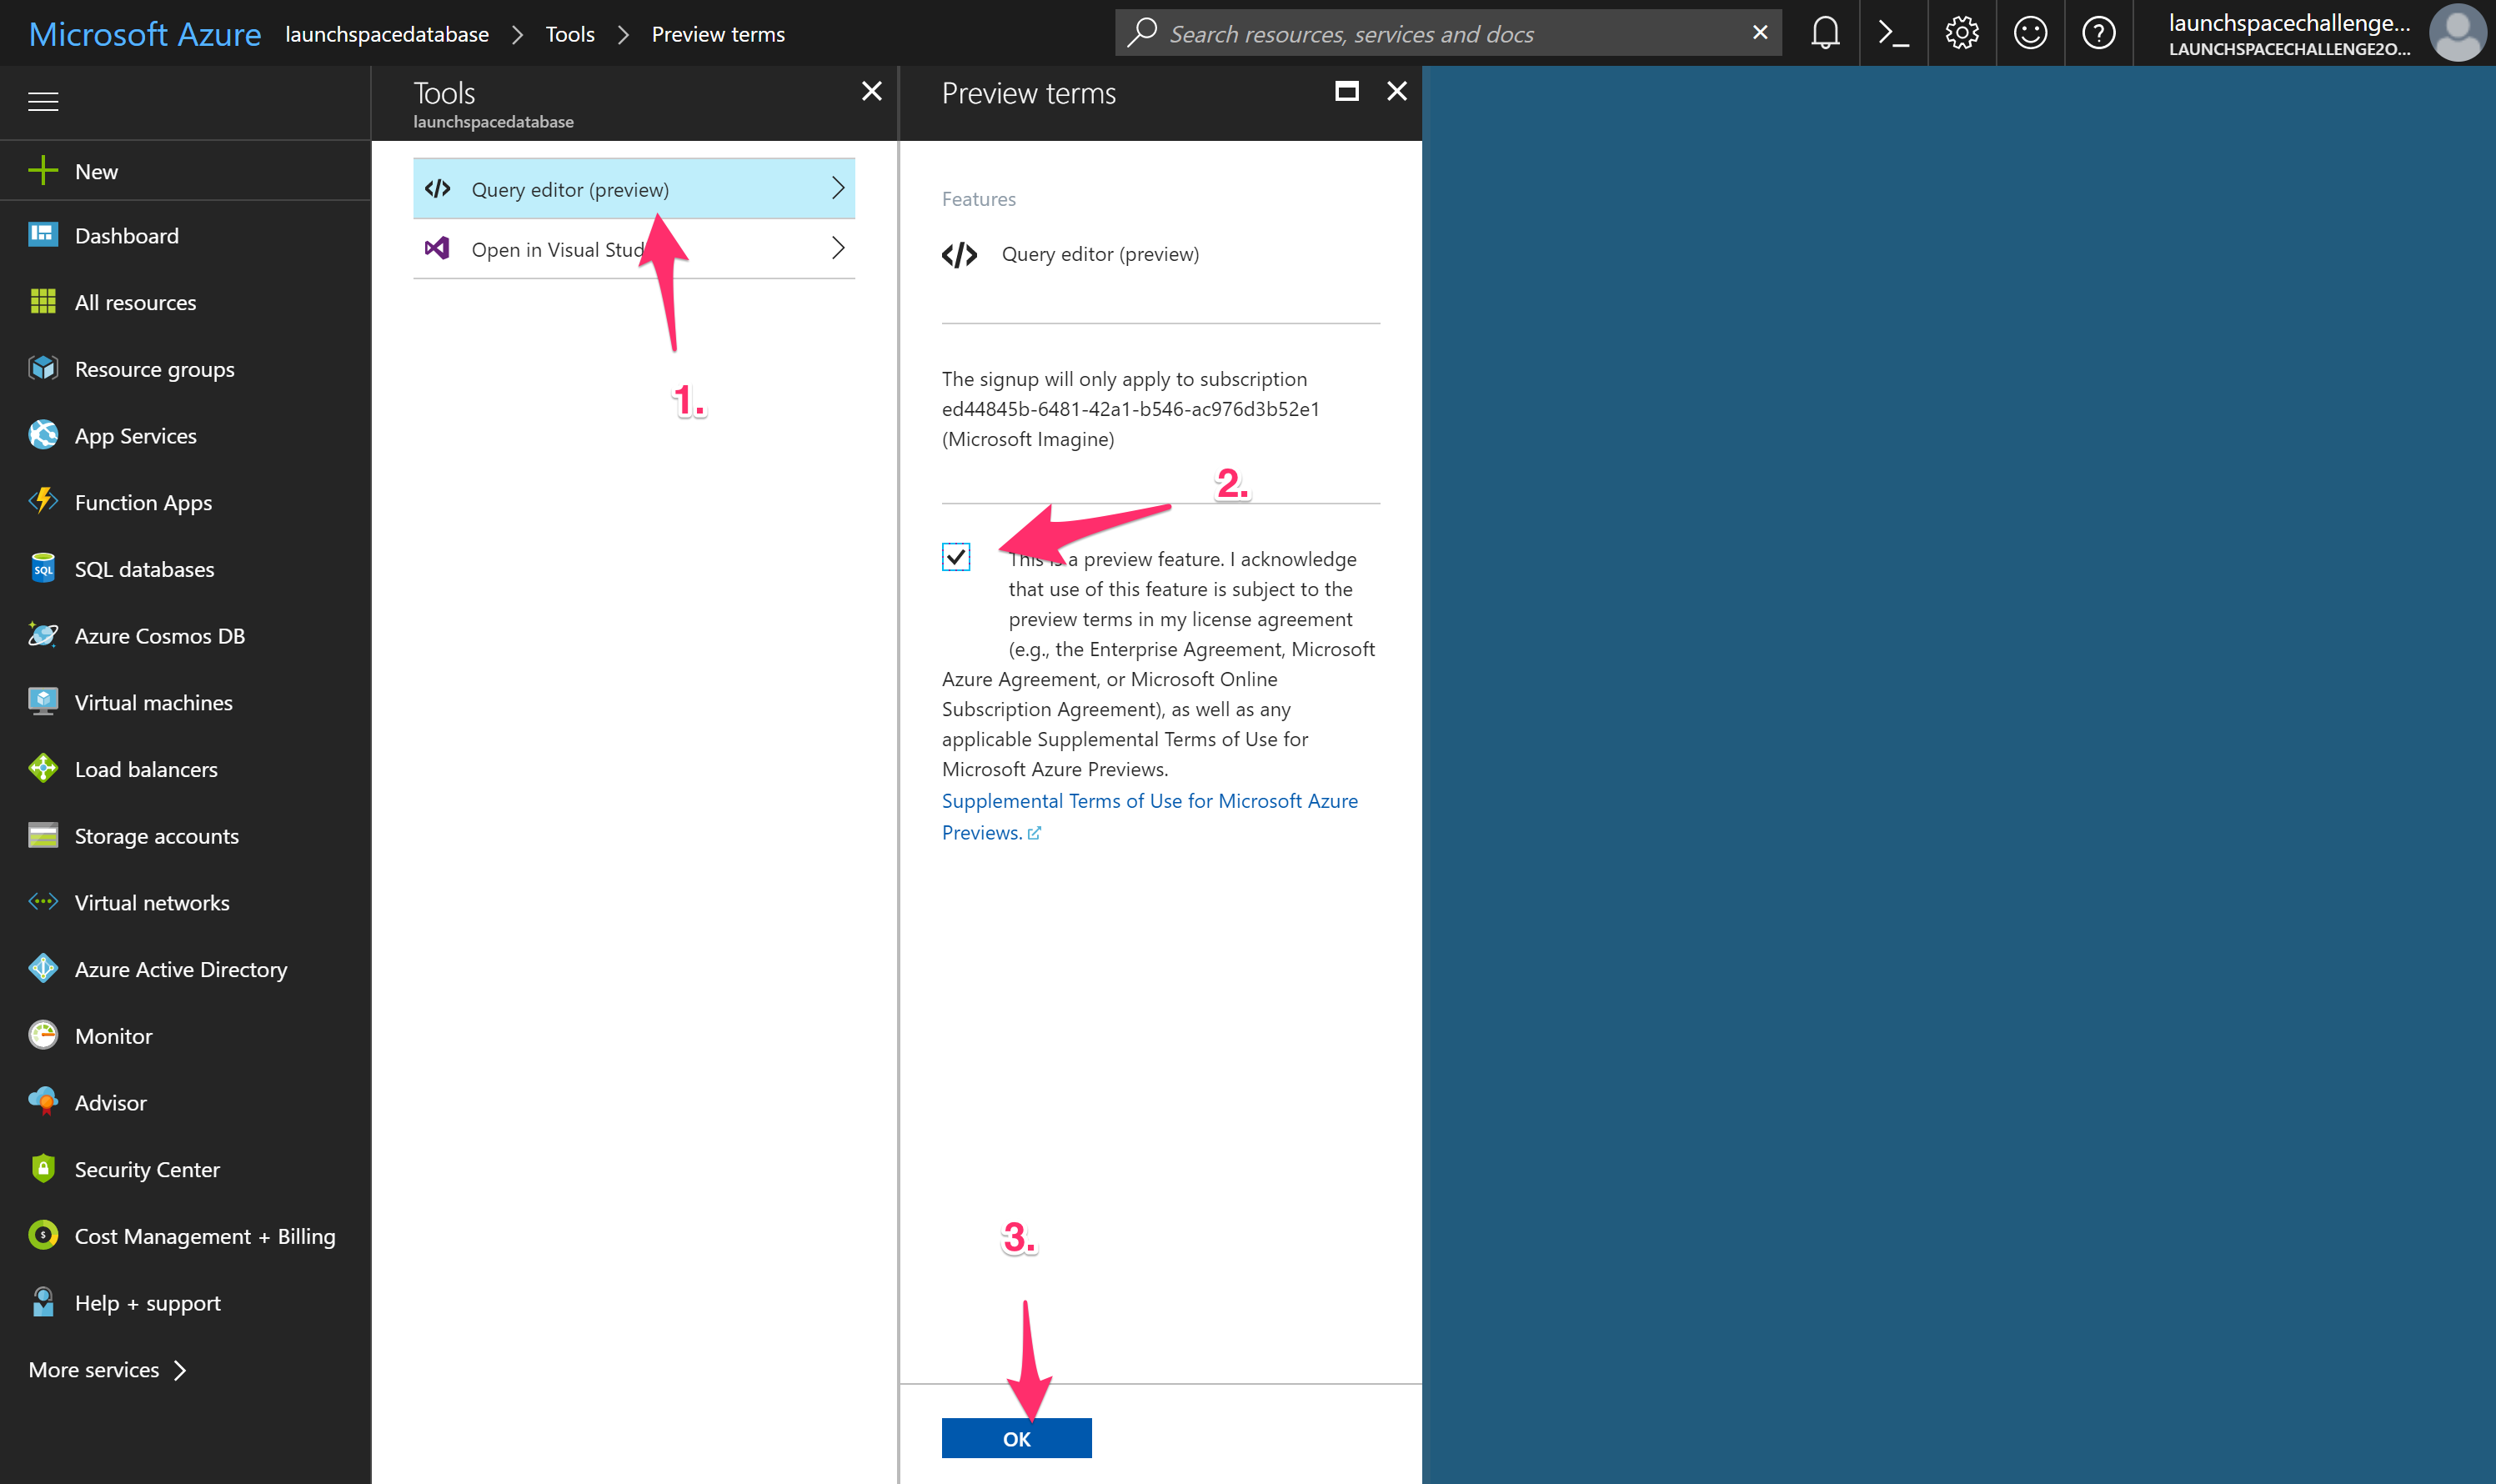 Microsoft Azure launchspacedatabase > Tools > Preview terms
Search resources, services and docs
launchspacechallenge...
LAUNCHSPACECHALLENGE2O...
New
Dashboard
All resources
Resource groups
App Services
Function Apps
SQL databases
Azure Cosmos DB
Virtual machines
Load balancers
Storage accounts
Virtual networks
Azure Active Directory
Monitor
Advisor
Security Center
Cost Management + Billing
Help + support
More services >
Tools
launchspacedatabase
Query editor (preview)
Open in Visual Stud
1.
Preview terms
Features
Query editor (preview)
The signup will only apply to subscription
ed44845b-6481-42a1-b546-ac976d3b52e1
(Microsoft Imagine)
2.
This is a preview feature. I acknowledge
that use of this feature is subject to the
preview terms in my license agreement
(e.g., the Enterprise Agreement, Microsoft
Azure Agreement, or Microsoft Online
Subscription Agreement), as well as any
applicable Supplemental Terms of Use for
Microsoft Azure Previews.
Supplemental Terms of Use for Microsoft Azure
Previews.
3.
OK